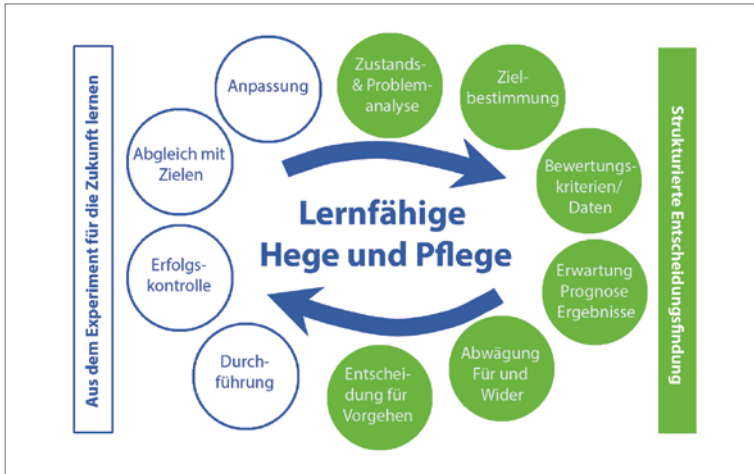 Aus dem Experiment für die Zukunft lernen
Anpassung
Zustands-
& Problem-
analyse
Ziel-
bestimmung
Bewertungs-
kriterien/
Daten
Erwartung
Prognose
Ergebnisse
Abwägung
Für und
Wider
Entschei-
dung für
Vorgehen
Durch-
führung
Erfolgs-
kontrolle
Abgleich mit
Zielen
Lernfähige
Hege und Pflege
Strukturierte Entscheidungsfindung